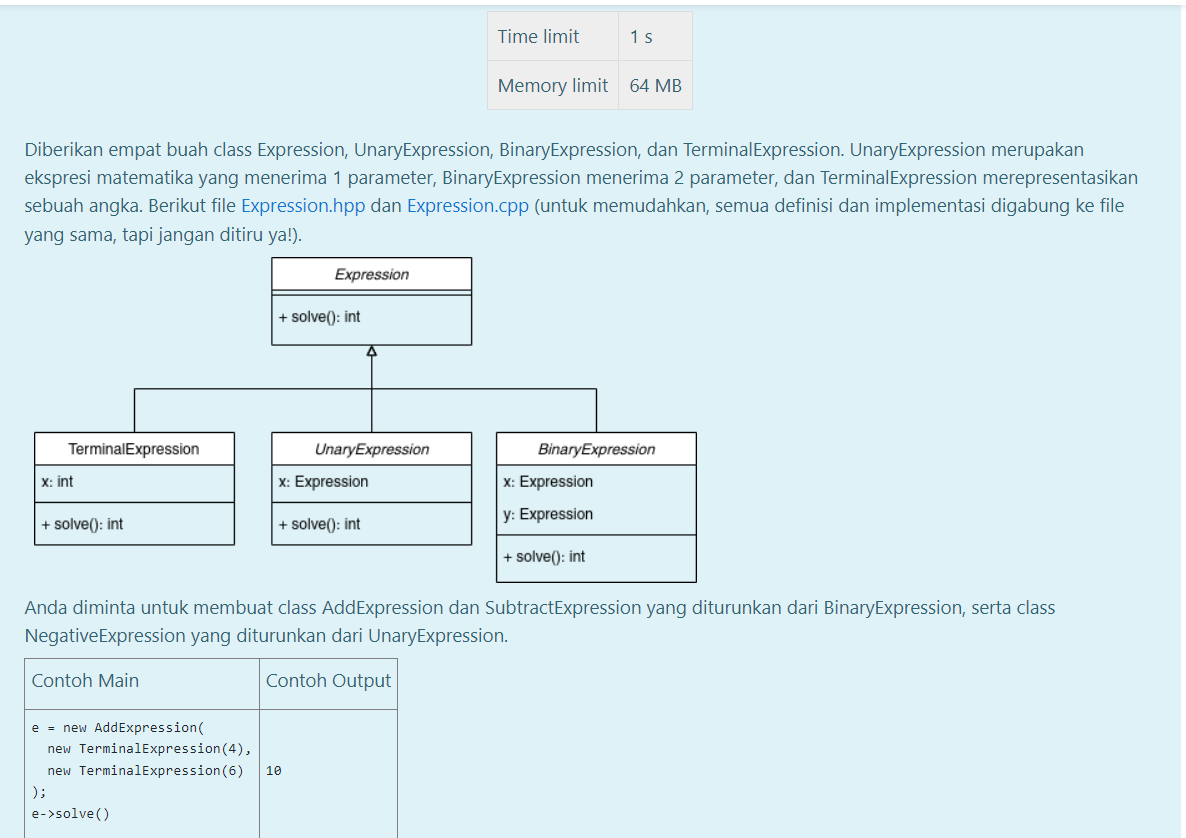 Time limit 1 s
Memory limit 64 MB
Diberikan empat buah class Expression, UnaryExpression, BinaryExpression, dan TerminalExpression. UnaryExpression merupakan
ekspresi matematika yang menerima 1 parameter, BinaryExpression menerima 2 parameter, dan TerminalExpression merepresentasikan
sebuah angka. Berikut file Expression.hpp dan Expression.cpp (untuk memudahkan, semua definisi dan implementasi digabung ke file
yang sama, tapi jangan ditiru ya!).
Expression
+ solve(): int
TerminalExpression
x: int
+ solve(): int
UnaryExpression
x: Expression
+ solve(): int
BinaryExpression
x: Expression
y: Expression
+ solve(): int
Anda diminta untuk membuat class AddExpression dan SubtractExpression yang diturunkan dari BinaryExpression, serta class
NegativeExpression yang diturunkan dari UnaryExpression.
Contoh Main
Contoh Output
e = new AddExpression(
new TerminalExpression(4),
new TerminalExpression(6)
);
e->solve()
10